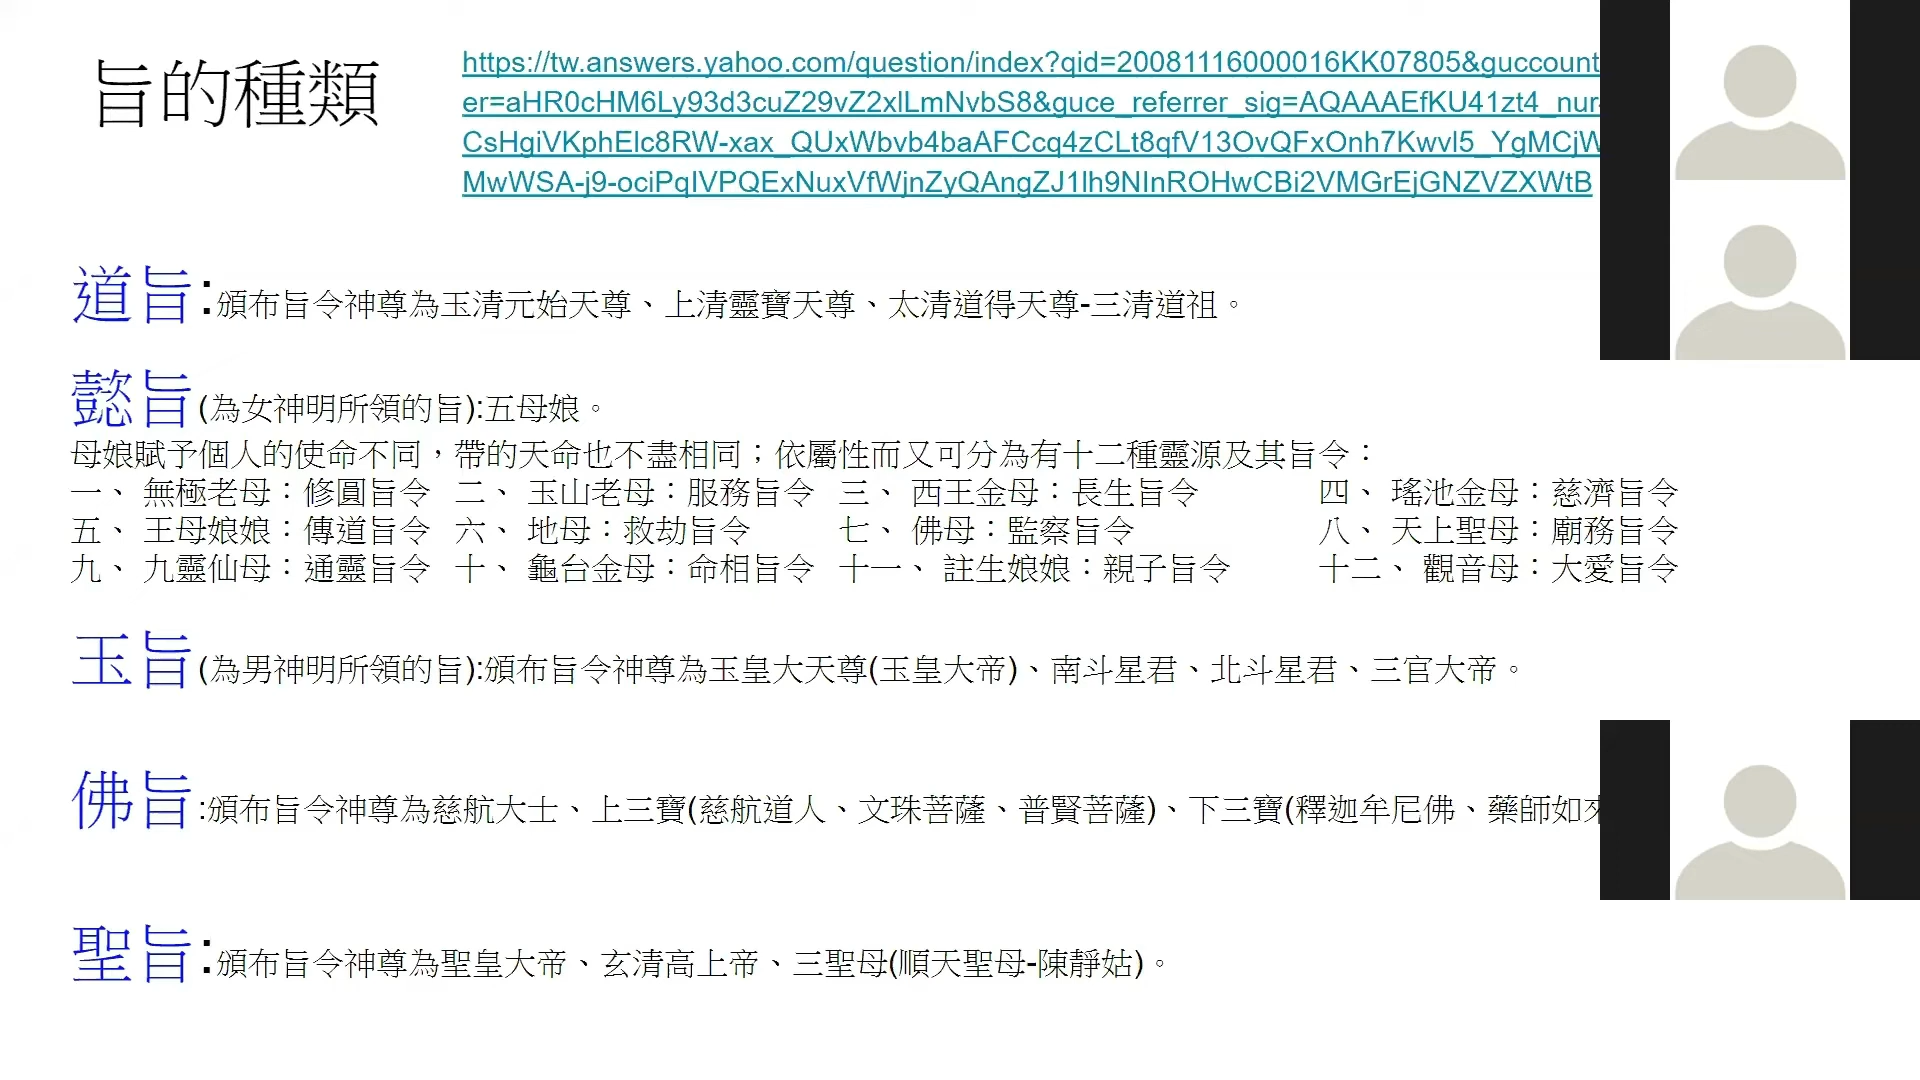 旨的種類
https://tw.answers.yahoo.com/question/index?qid=20081116000016KK07805&guccount
er=aHR0cHM6Ly93d3cuZ29vZ2xlLmNvbS8&guce_referrer_sig=AQAAAEfKU41zt4_nur
CsHgiVKphElc8RW-xax_QUxWbvb4baAFCcq4zCLt8qfV13OvQFxOnh7Kwvl5_YgMCjW
MwWSA-j9-ociPqIVPQExNuxVfWjnZyQAngZJ1lh9NInROHwCBi2VMGrEjGNZVZXWtB
道旨:頒布旨令神尊為玉清元始天尊、上清靈寶天尊、太清道得天尊-三清道祖。
懿旨(為女神明所領的旨):五母娘。
母娘賦予個人的使命不同，帶的天命也不盡相同；依屬性而又可分為有十二種靈源及其旨令：
一、 無極老母：修圓旨令 二、 玉山老母：服務旨令 三、 西王金母：長生旨令 四、 瑤池金母：慈濟旨令
五、 王母娘娘：傳道旨令 六、 地母：救劫旨令 七、 佛母：監察旨令 八、 天上聖母：廟務旨令
九、 九靈仙母：通靈旨令 十、 龜台金母：命相旨令 十一、 註生娘娘：親子旨令 十二、 觀音母：大愛旨令
玉旨(為男神明所領的旨):頒布旨令神尊為玉皇大天尊(玉皇大帝)、南斗星君、北斗星君、三官大帝。
佛旨:頒布旨令神尊為慈航大士、上三寶(慈航道人、文珠菩薩、普賢菩薩)、下三寶(釋迦牟尼佛、藥師如來
聖旨:頒布旨令神尊為聖皇大帝、玄清高上帝、三聖母(順天聖母-陳靜姑)。